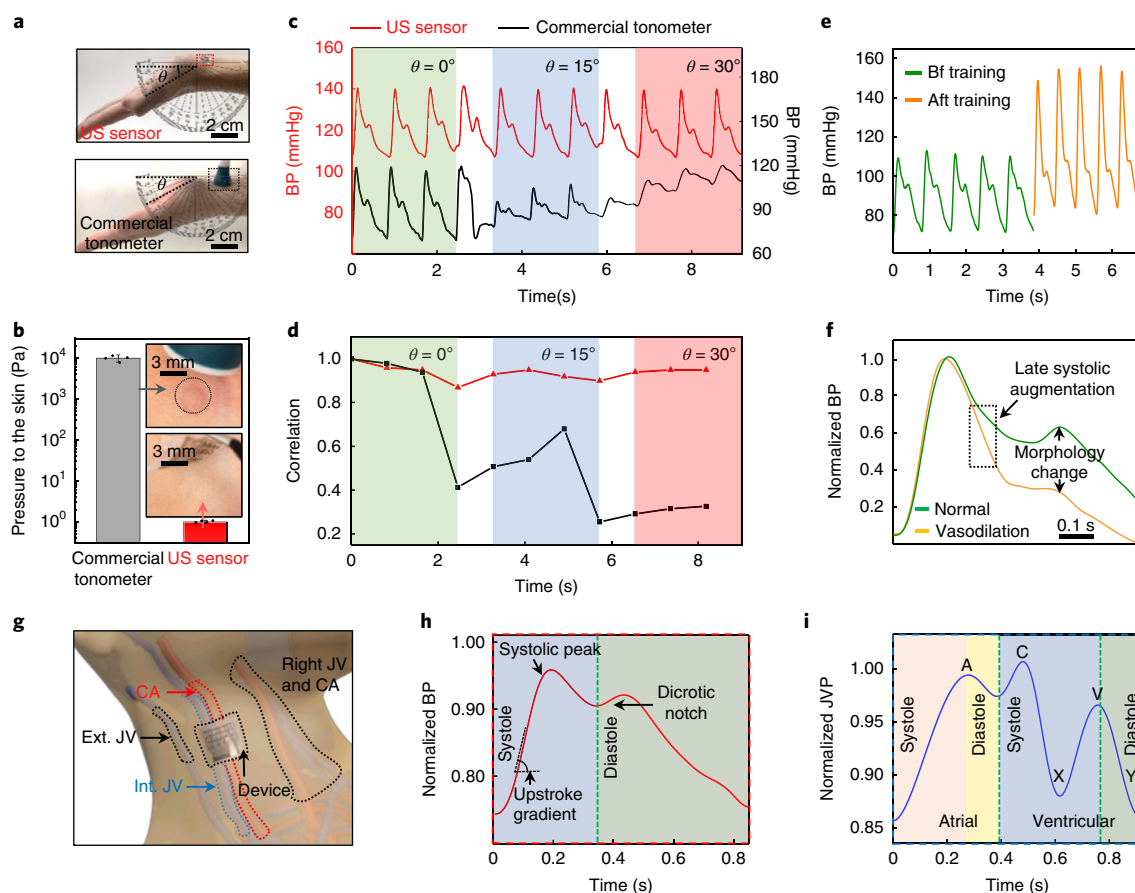 a
θ
US sensor
2 cm
θ
Commercial
tonometer
2 cm
b
Pressure to the skin (Pa)
10⁴
10³
10²
10¹
10⁰
3 mm
3 mm
Commercial
tonometer
US sensor
c
US sensor
Commercial tonometer
BP (mmHg)
160
140
120
100
80
θ = 0°
θ = 15°
θ = 30°
180
150
120
90
60
BP (mmHg)
0
2
4
6
8
Time(s)
d
Correlation
1.0
0.8
0.6
0.4
0.2
θ = 0°
θ = 15°
θ = 30°
0
2
4
6
8
Time (s)
e
BP (mmHg)
160
140
120
100
80
Bf training
Aft training
0
1
2
3
4
5
6
Time (s)
f
Normalized BP
1.0
0.8
0.6
0.4
0.2
Late systolic
augmentation
Morphology
change
Normal
Vasodilation
0.1 s
g
CA
Right JV
and CA
Ext. JV
Int. JV
Device
h
Normalized BP
1.00
0.90
0.80
Systolic peak
Systole
Upstroke
gradient
Diastole
Dicrotic
notch
0
0.2
0.4
0.6
0.8
Time (s)
i
Normalized JVP
1.00
0.95
0.90
0.85
Systole
A
Diastole
C
Systole
X
V
Diastole
Y
Atrial
Ventricular
0
0.2
0.4
0.6
0.8
Time (s)